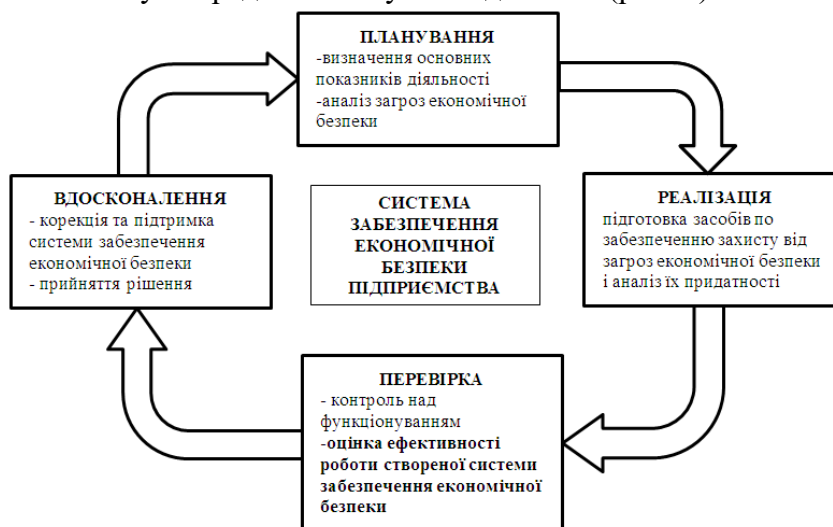 ПЛАНУВАННЯ
-визначення основних
показників діяльності
-аналіз загроз економічної
безпеки
ВДОСКОНАЛЕННЯ
- корекція та підтримка
системи забезпечення
економічної безпеки
- прийняття рішення
СИСТЕМА
ЗАБЕЗПЕЧЕННЯ
ЕКОНОМІЧНОЇ
БЕЗПЕКИ
ПІДПРИЄМСТВА
РЕАЛІЗАЦІЯ
підготовка засобів по
забезпеченню захисту від
загроз економічної безпеки
і аналіз їх придатності
ПЕРЕВІРКА
- контроль над
функціонуванням
-оцінка ефективності
роботи створеної системи
забезпечення економічної
безпеки